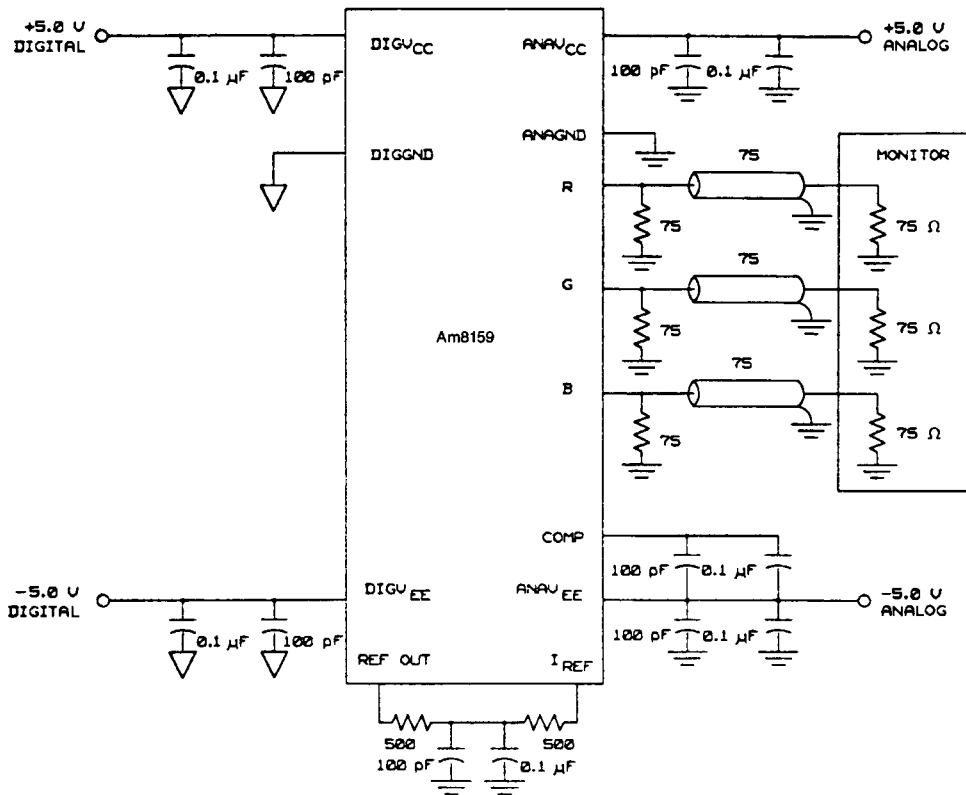 +5.0 V
DIGITAL
0.1 µF
100 pF
DIGVCC
ANAVCC
100 pF
0.1 µF
+5.0 V
ANALOG
DIGGND
ANAGND
MONITOR
R
75
75
75 Ω
G
75
75
75 Ω
Am8159
B
75
75
75 Ω
COMP
100 pF
0.1 µF
-5.0 V
DIGITAL
DIGVEE
ANAVEE
-5.0 V
ANALOG
0.1 µF
100 pF
100 pF
0.1 µF
REF OUT
IREF
500
500
100 pF
0.1 µF